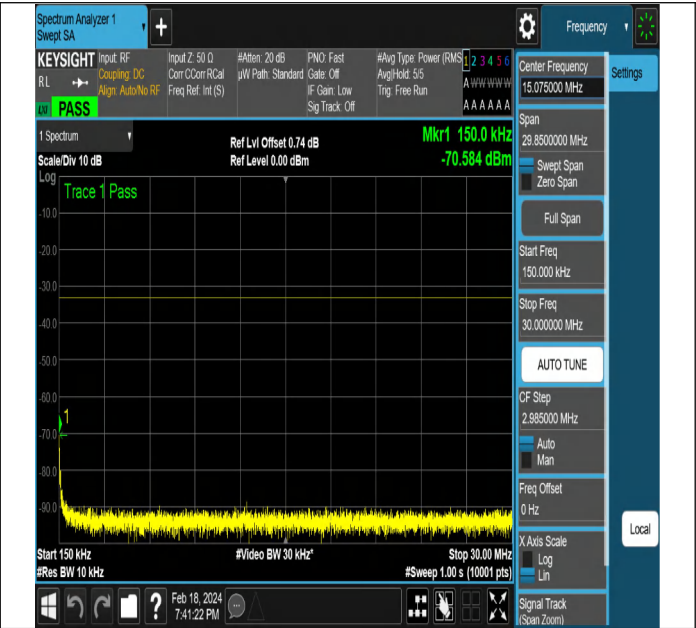 Spectrum Analyzer 1
Swept SA
+
Frequency
KEYSIGHT
RL
PASS
Input: RF
Coupling: DC
Align: Auto/No RF
Input Z: 50 Ω
Corr CCorr RCal
Freq Ref: Int (S)
#Atten: 20 dB
µW Path: Standard
PNO: Fast
Gate: Off
IF Gain: Low
Sig Track: Off
#Avg Type: Power (RMS
Avg|Hold: 5/5
Trig: Free Run
1 2 3 4 5 6
A W W W W W
A A A A A A
1 Spectrum
Scale/Div 10 dB
Ref Lvl Offset 0.74 dB
Ref Level 0.00 dBm
Mkr1 150.0 kHz
-70.584 dBm
Log
Trace 1 Pass
-10.0
-20.0
-30.0
-40.0
-50.0
-60.0
1
-70.0
-80.0
-90.0
Start 150 kHz
#Video BW 30 kHz*
Stop 30.00 MHz
#Res BW 10 kHz
#Sweep 1.00 s (10001 pts)
?
Feb 18, 2024
7:41:22 PM
Center Frequency
15.075000 MHz
Settings
Span
29.8500000 MHz
Swept Span
Zero Span
Full Span
Start Freq
150.000 kHz
Stop Freq
30.000000 MHz
AUTO TUNE
CF Step
2.985000 MHz
Auto
Man
Freq Offset
0 Hz
X Axis Scale
Log
Lin
Local
Signal Track
(Span Zoom)